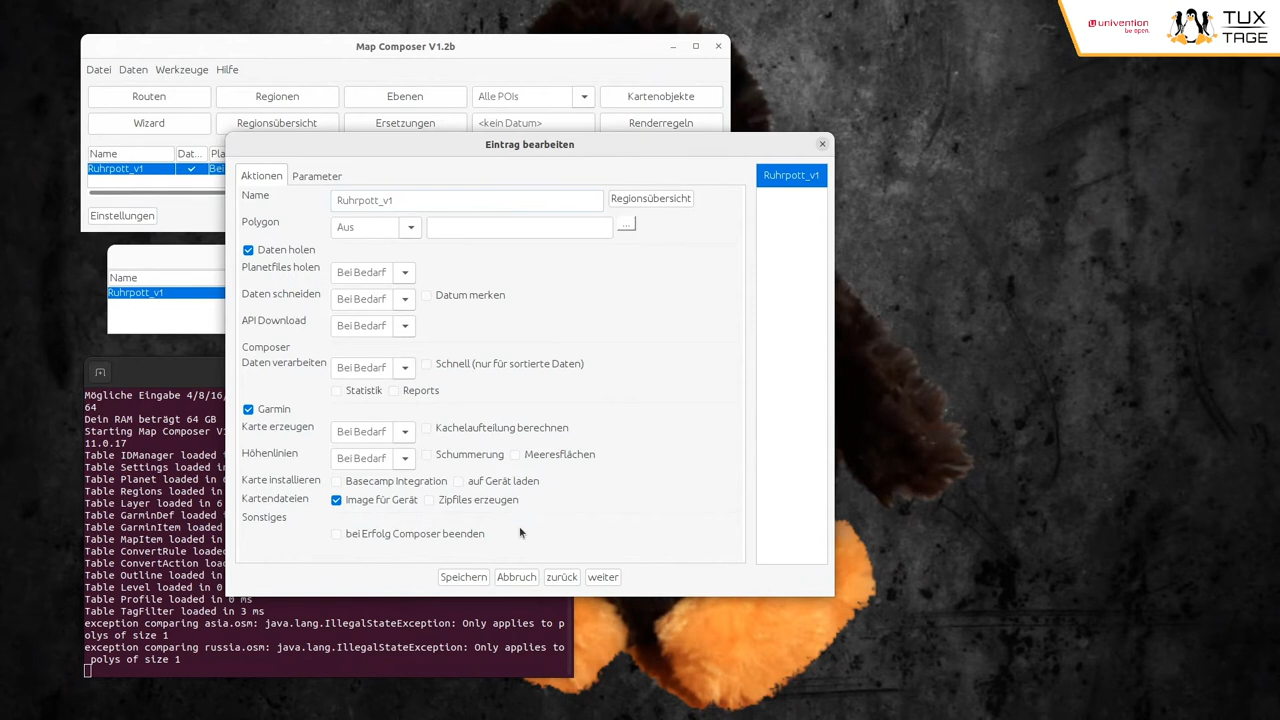 univention
be open.
TUX
TAGE
Map Composer V1.2b
Datei Daten Werkzeuge Hilfe
Routen Regionen Ebenen Alle POIs Kartenobjekte
Wizard Regionsübersicht Ersetzungen <kein Datum> Renderregeln
Name Dat... Pla
Ruhrpott_v1 Bei
Einstellungen
Name
Ruhrpott_v1
Eintrag bearbeiten
Aktionen Parameter
Name Ruhrpott_v1 Regionsübersicht
Polygon Aus ...
Daten holen
Planetfiles holen Bei Bedarf
Daten schneiden Bei Bedarf Datum merken
API Download Bei Bedarf
Composer
Daten verarbeiten Bei Bedarf Schnell (nur für sortierte Daten)
Statistik Reports
Garmin
Karte erzeugen Bei Bedarf Kachelaufteilung berechnen
Höhenlinien Bei Bedarf Schummerung Meeresflächen
Karte installieren Basecamp Integration auf Gerät laden
Kartendateien Image für Gerät Zipfiles erzeugen
Sonstiges
bei Erfolg Composer beenden
Speichern Abbruch zurück weiter
Ruhrpott_v1
Mögliche Eingabe 4/8/16/
64
Dein RAM beträgt 64 GB
Starting Map Composer V1
11.0.17
Table IDManager loaded i
Table Settings loaded in
Table Planet loaded in
Table Regions loaded in
Table Layer loaded in 6
Table GarminDef loaded i
Table GarminItem loaded
Table MapItem loaded in
Table ConvertRule loaded
Table ConvertAction load
Table Outline loaded in
Table Level loaded in 0
Table Profile loaded in 0 ms
Table TagFilter loaded in 3 ms
exception comparing asia.osm: java.lang.IllegalStateException: Only applies to p
olys of size 1
exception comparing russia.osm: java.lang.IllegalStateException: Only applies to
polys of size 1